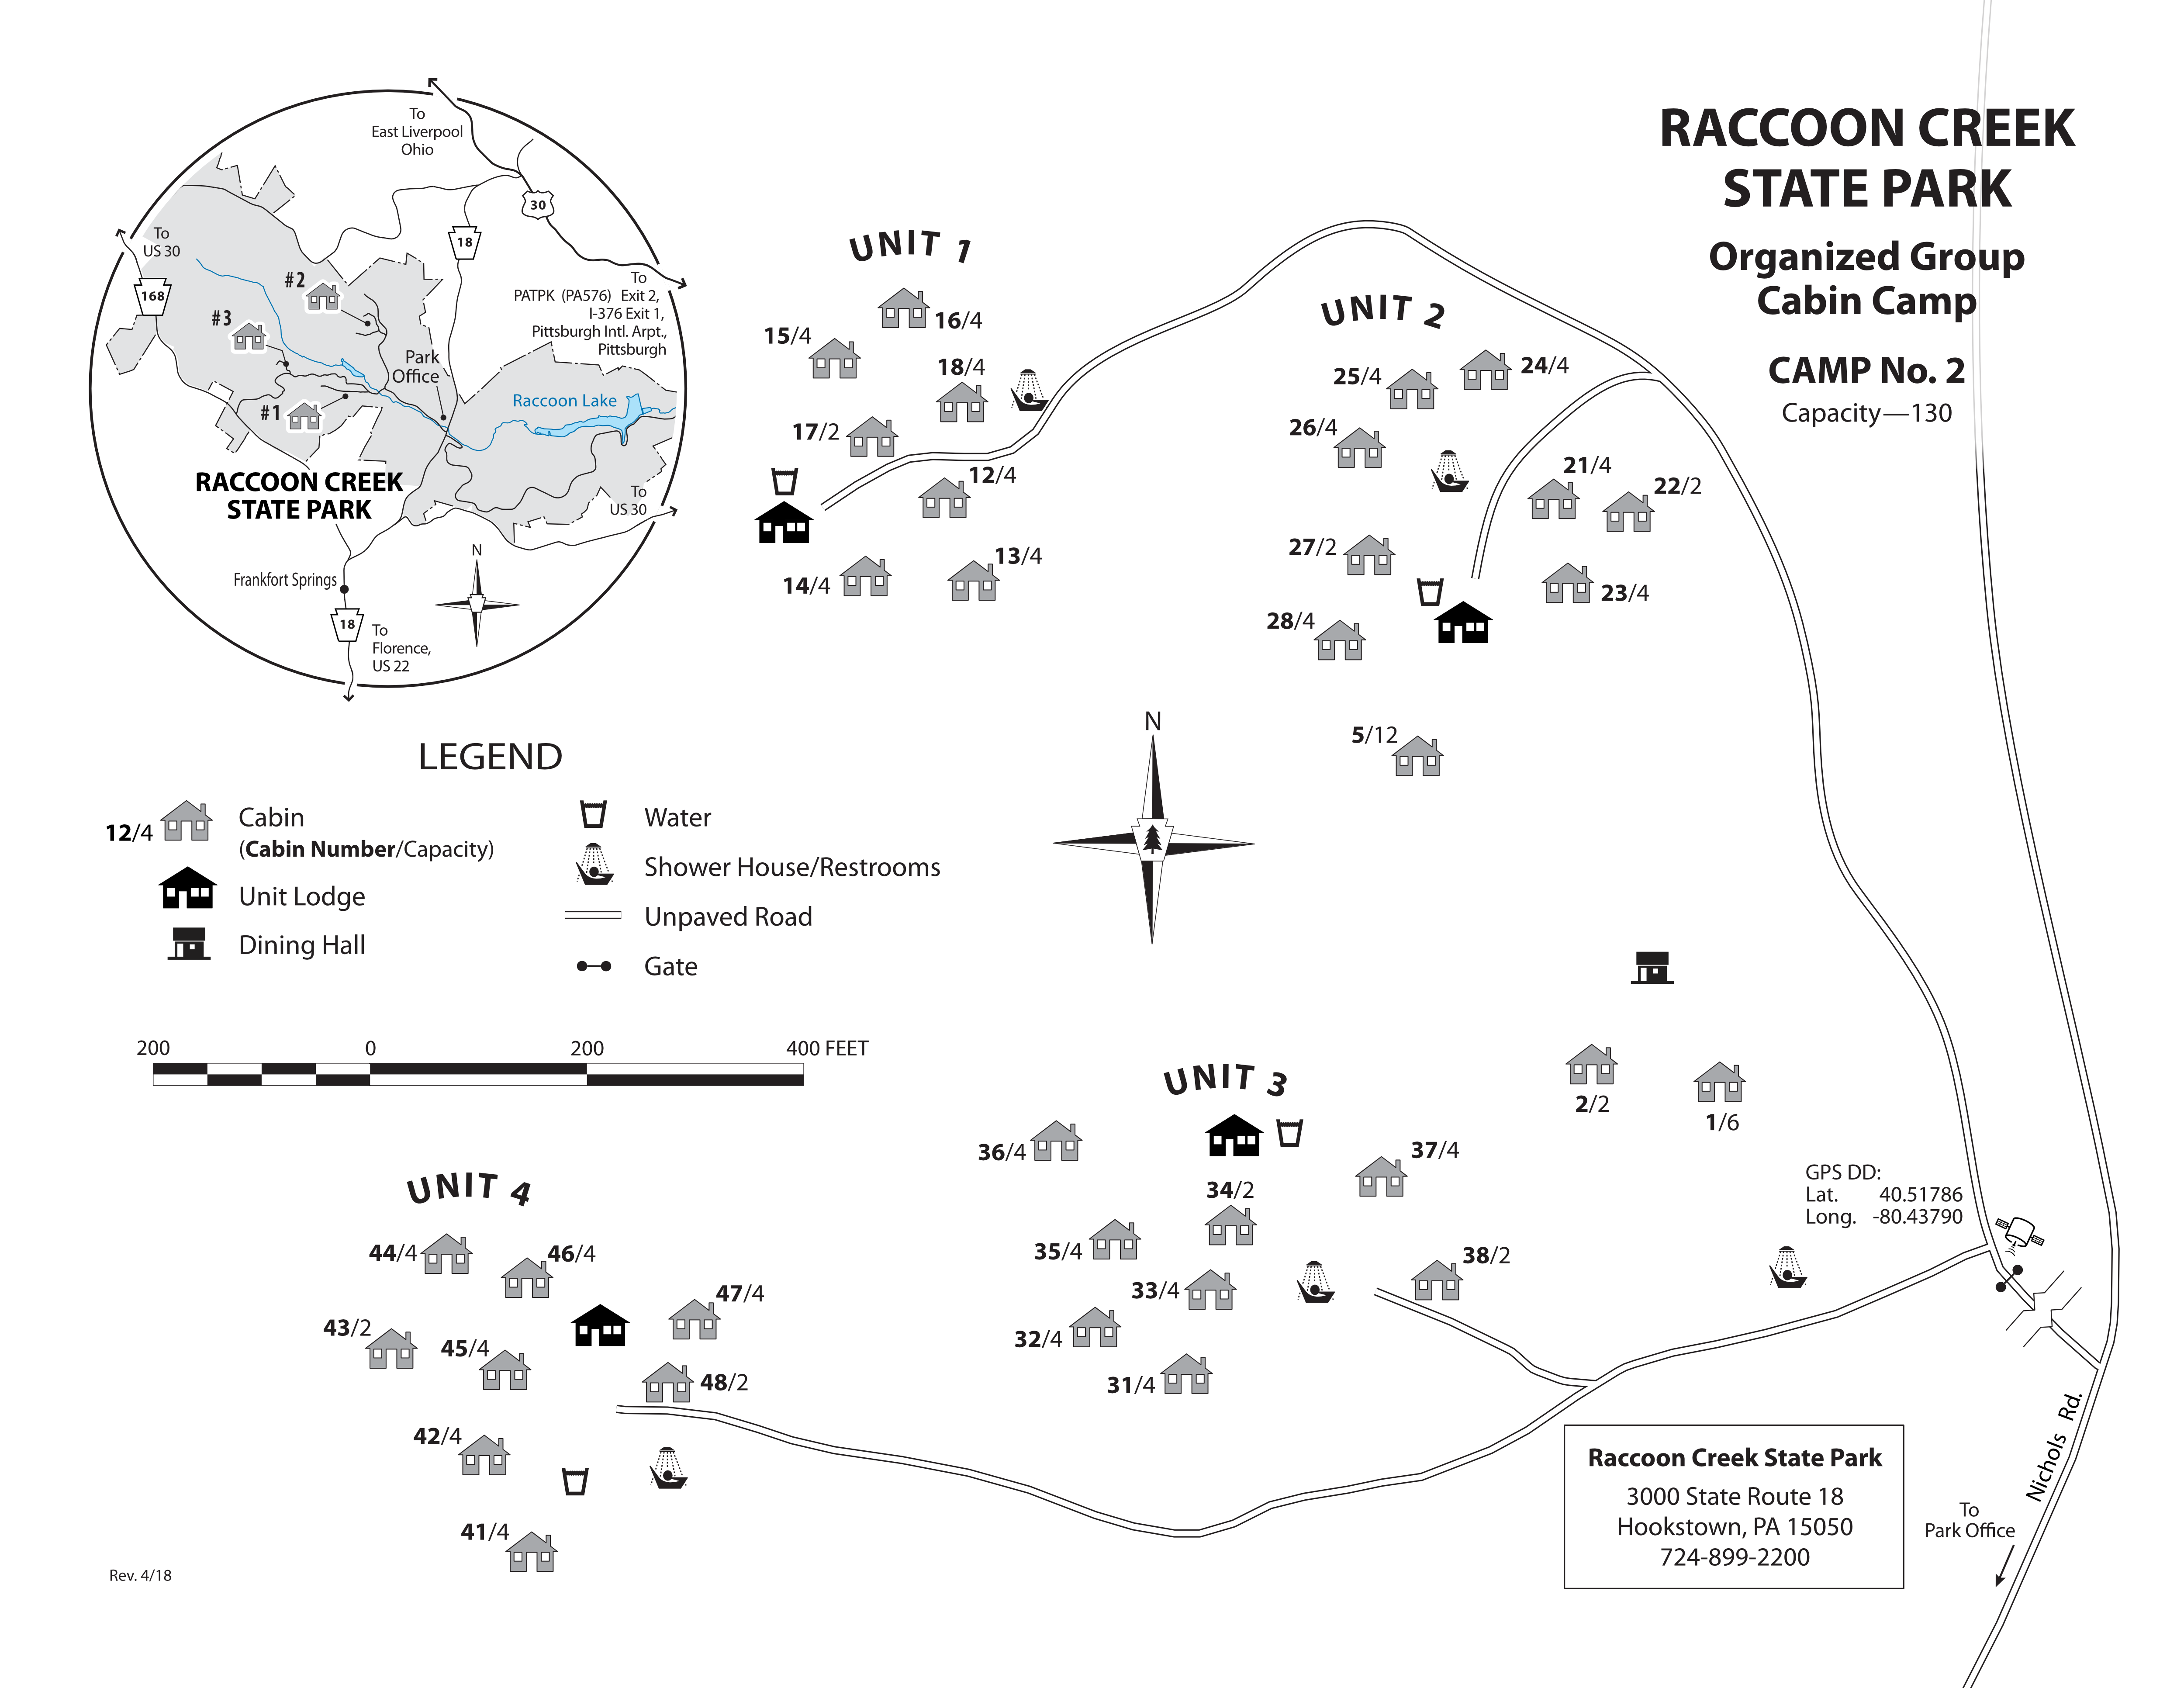 RACCOON CREEK
STATE PARK
Organized Group
Cabin Camp
CAMP No. 2
Capacity—130
To
East Liverpool
Ohio
30
To
US 30
18
168
#2
#3
#1
To
PATPK (PA576) Exit 2,
I-376 Exit 1,
Pittsburgh Intl. Arpt.,
Pittsburgh
Park
Office
Raccoon Lake
RACCOON CREEK
STATE PARK
To
US 30
N
Frankfort Springs
18
To
Florence,
US 22
UNIT 1
16/4
15/4
18/4
17/2
12/4
13/4
14/4
UNIT 2
24/4
25/4
26/4
21/4
22/2
27/2
23/4
28/4
5/12
N
LEGEND
12/4
Cabin
(Cabin Number/Capacity)
Unit Lodge
Dining Hall
Water
Shower House/Restrooms
Unpaved Road
Gate
200 0 200 400 FEET
2/2
1/6
UNIT 3
36/4
37/4
34/2
35/4
38/2
33/4
32/4
31/4
UNIT 4
44/4
46/4
47/4
43/2
45/4
48/2
42/4
41/4
GPS DD:
Lat. 40.51786
Long. -80.43790
Nichols Rd.
To
Park Office
Raccoon Creek State Park
3000 State Route 18
Hookstown, PA 15050
724-899-2200
Rev. 4/18